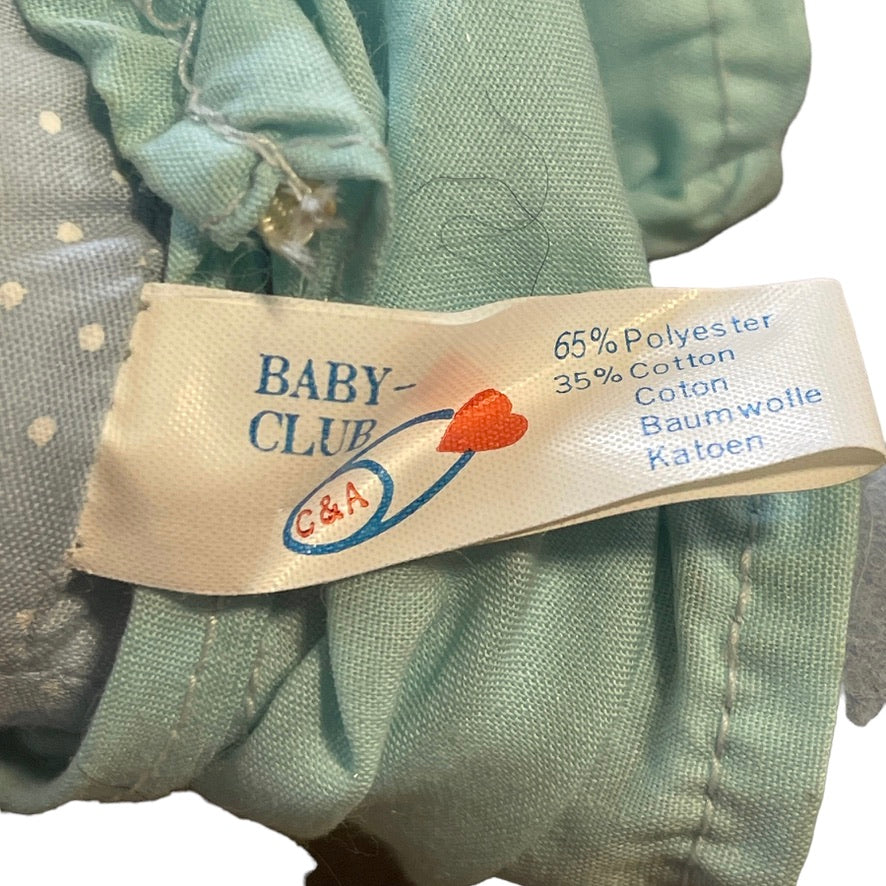 BABY-
CLUB
C&A
65% Polyester
35% Cotton
Coton
Baumwolle
Katoen